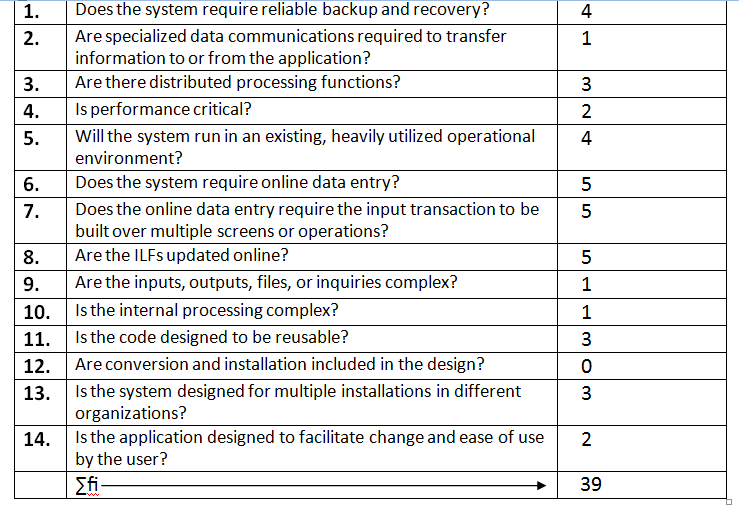 1. Does the system require reliable backup and recovery? 4
2. Are specialized data communications required to transfer 1
information to or from the application?
3. Are there distributed processing functions? 3
4. Is performance critical? 2
5. Will the system run in an existing, heavily utilized operational 4
environment?
6. Does the system require online data entry? 5
7. Does the online data entry require the input transaction to be 5
built over multiple screens or operations?
8. Are the ILFs updated online? 5
9. Are the inputs, outputs, files, or inquiries complex? 1
10. Is the internal processing complex? 1
11. Is the code designed to be reusable? 3
12. Are conversion and installation included in the design? 0
13. Is the system designed for multiple installations in different 3
organizations?
14. Is the application designed to facilitate change and ease of use 2
by the user?
∑fi 39